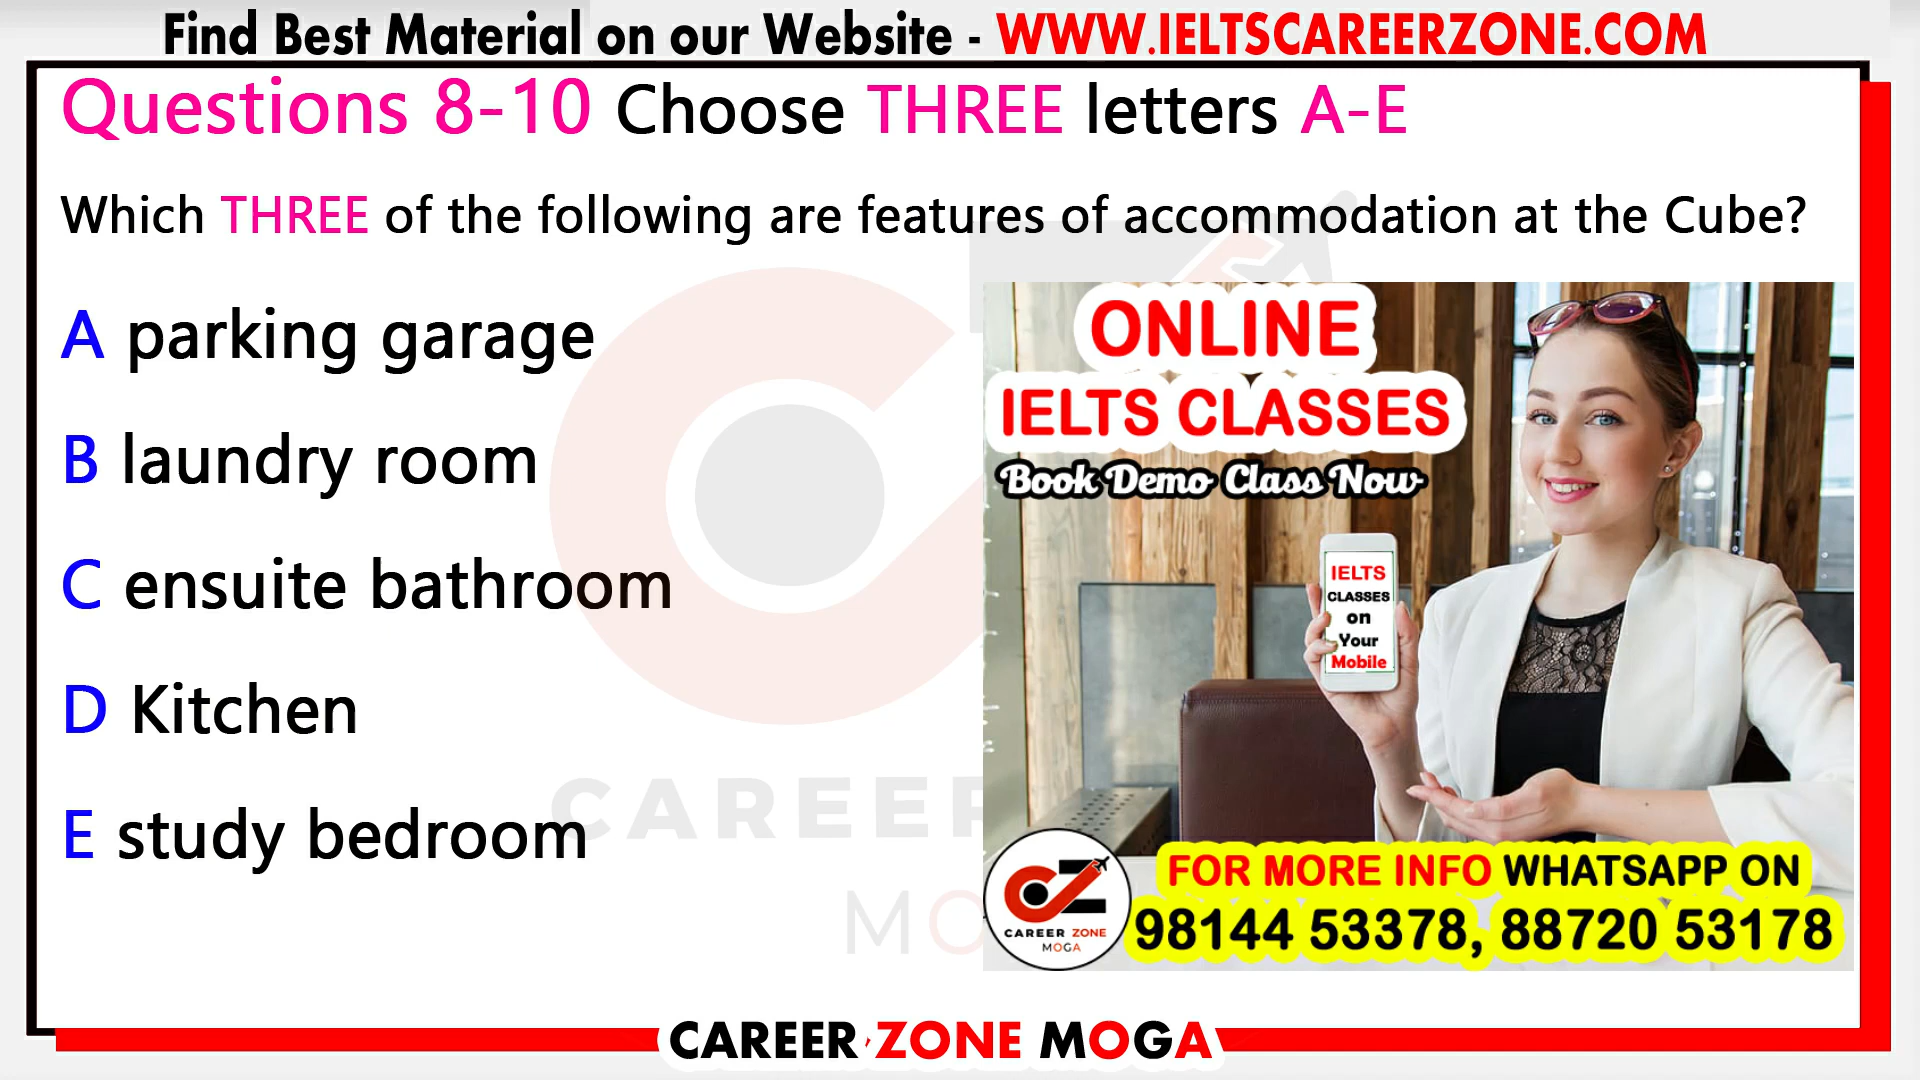 Find Best Material on our Website - WWW.IELTSCAREERZONE.COM
Questions 8-10 Choose THREE letters A-E
Which THREE of the following are features of accommodation at the Cube?
A parking garage
B laundry room
C ensuite bathroom
D Kitchen
E study bedroom
ONLINE
IELTS CLASSES
Book Demo Class Now
IELTS
CLASSES
on
Your
Mobile
FOR MORE INFO WHATSAPP ON
98144 53378, 88720 53178
CAREER ZONE
MOGA
CAREER
MO
CAREER ZONE MOGA